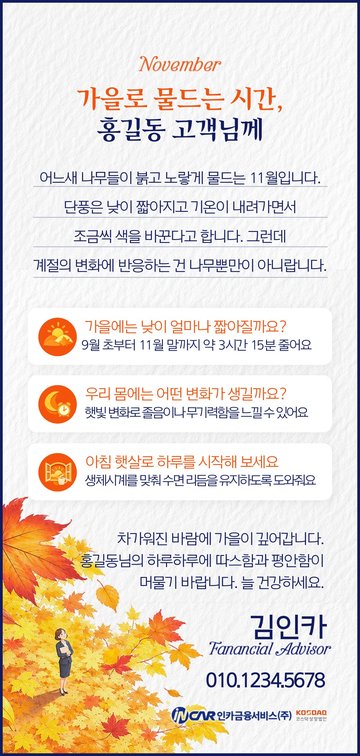 November
가을로 물드는 시간,
홍길동 고객님께
어느새 나무들이 붉고 노랗게 물드는 11월입니다.
단풍은 낮이 짧아지고 기온이 내려가면서
조금씩 색을 바꾼다고 합니다. 그런데
계절의 변화에 반응하는 건 나무뿐만이 아니랍니다.
가을에는 낮이 얼마나 짧아질까요?
9월 초부터 11월 말까지 약 3시간 15분 줄어요
우리 몸에는 어떤 변화가 생길까요?
햇빛 변화로 졸음이나 무기력함을 느낄 수 있어요
아침 햇살로 하루를 시작해 보세요
생체시계를 맞춰 수면 리듬을 유지하도록 도와줘요
차가워진 바람에 가을이 깊어갑니다.
홍길동님의 하루하루에 따스함과 평안함이
머물기 바랍니다. 늘 건강하세요.
김인카
Fanancial Advisor
010.1234.5678
INCAR 인카금융서비스(주) KOSDAQ
코스닥 상장법인